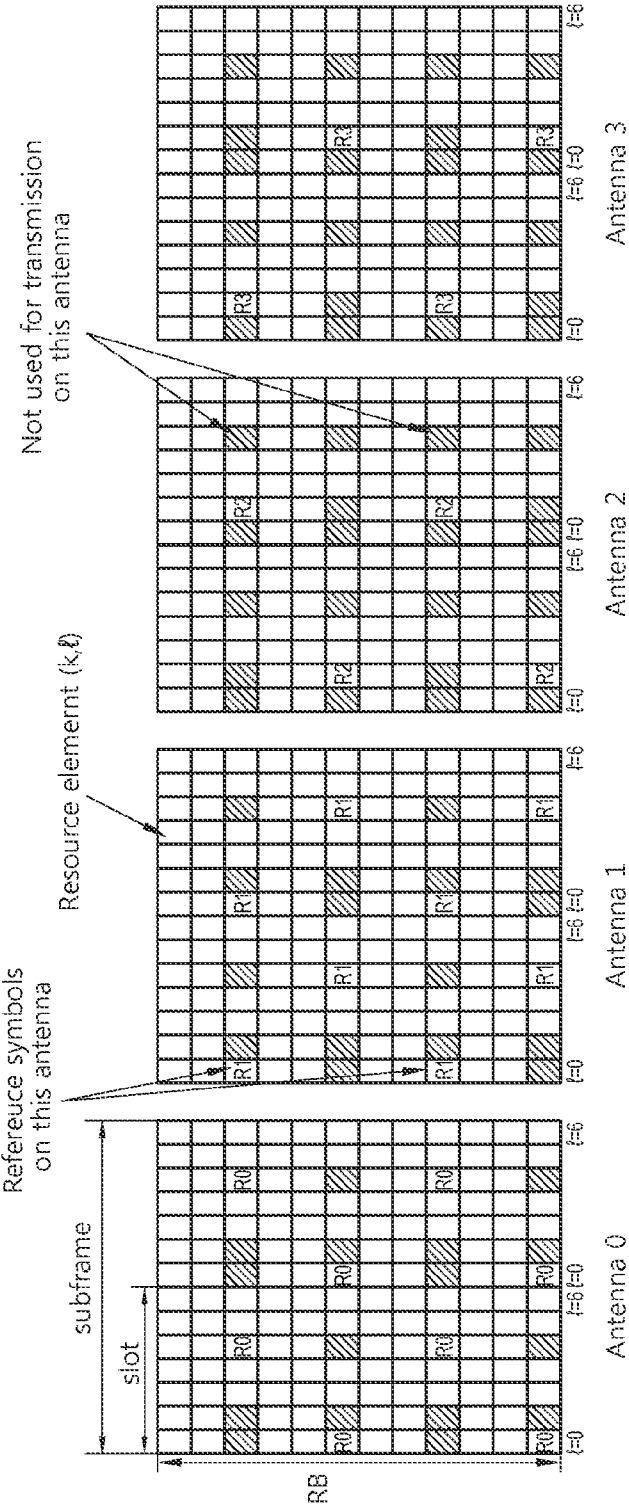 subframe
slot
RB
Refereuce symbols
on this antenna
Resource elemernt (k,ℓ)
Not used for transmission
on this antenna
R0 R0
R0 R0
R0 R0
R0 R0
ℓ=0 ℓ=6 ℓ=0 ℓ=6
Antenna 0
R1 R1
R1 R1
R1 R1
R1 R1
ℓ=0 ℓ=6 ℓ=0 ℓ=6
Antenna 1
R2
R2
R2
R2
ℓ=0 ℓ=6 ℓ=0 ℓ=6
Antenna 2
R3
R3
R3
R3
ℓ=0 ℓ=6 ℓ=0 ℓ=6
Antenna 3